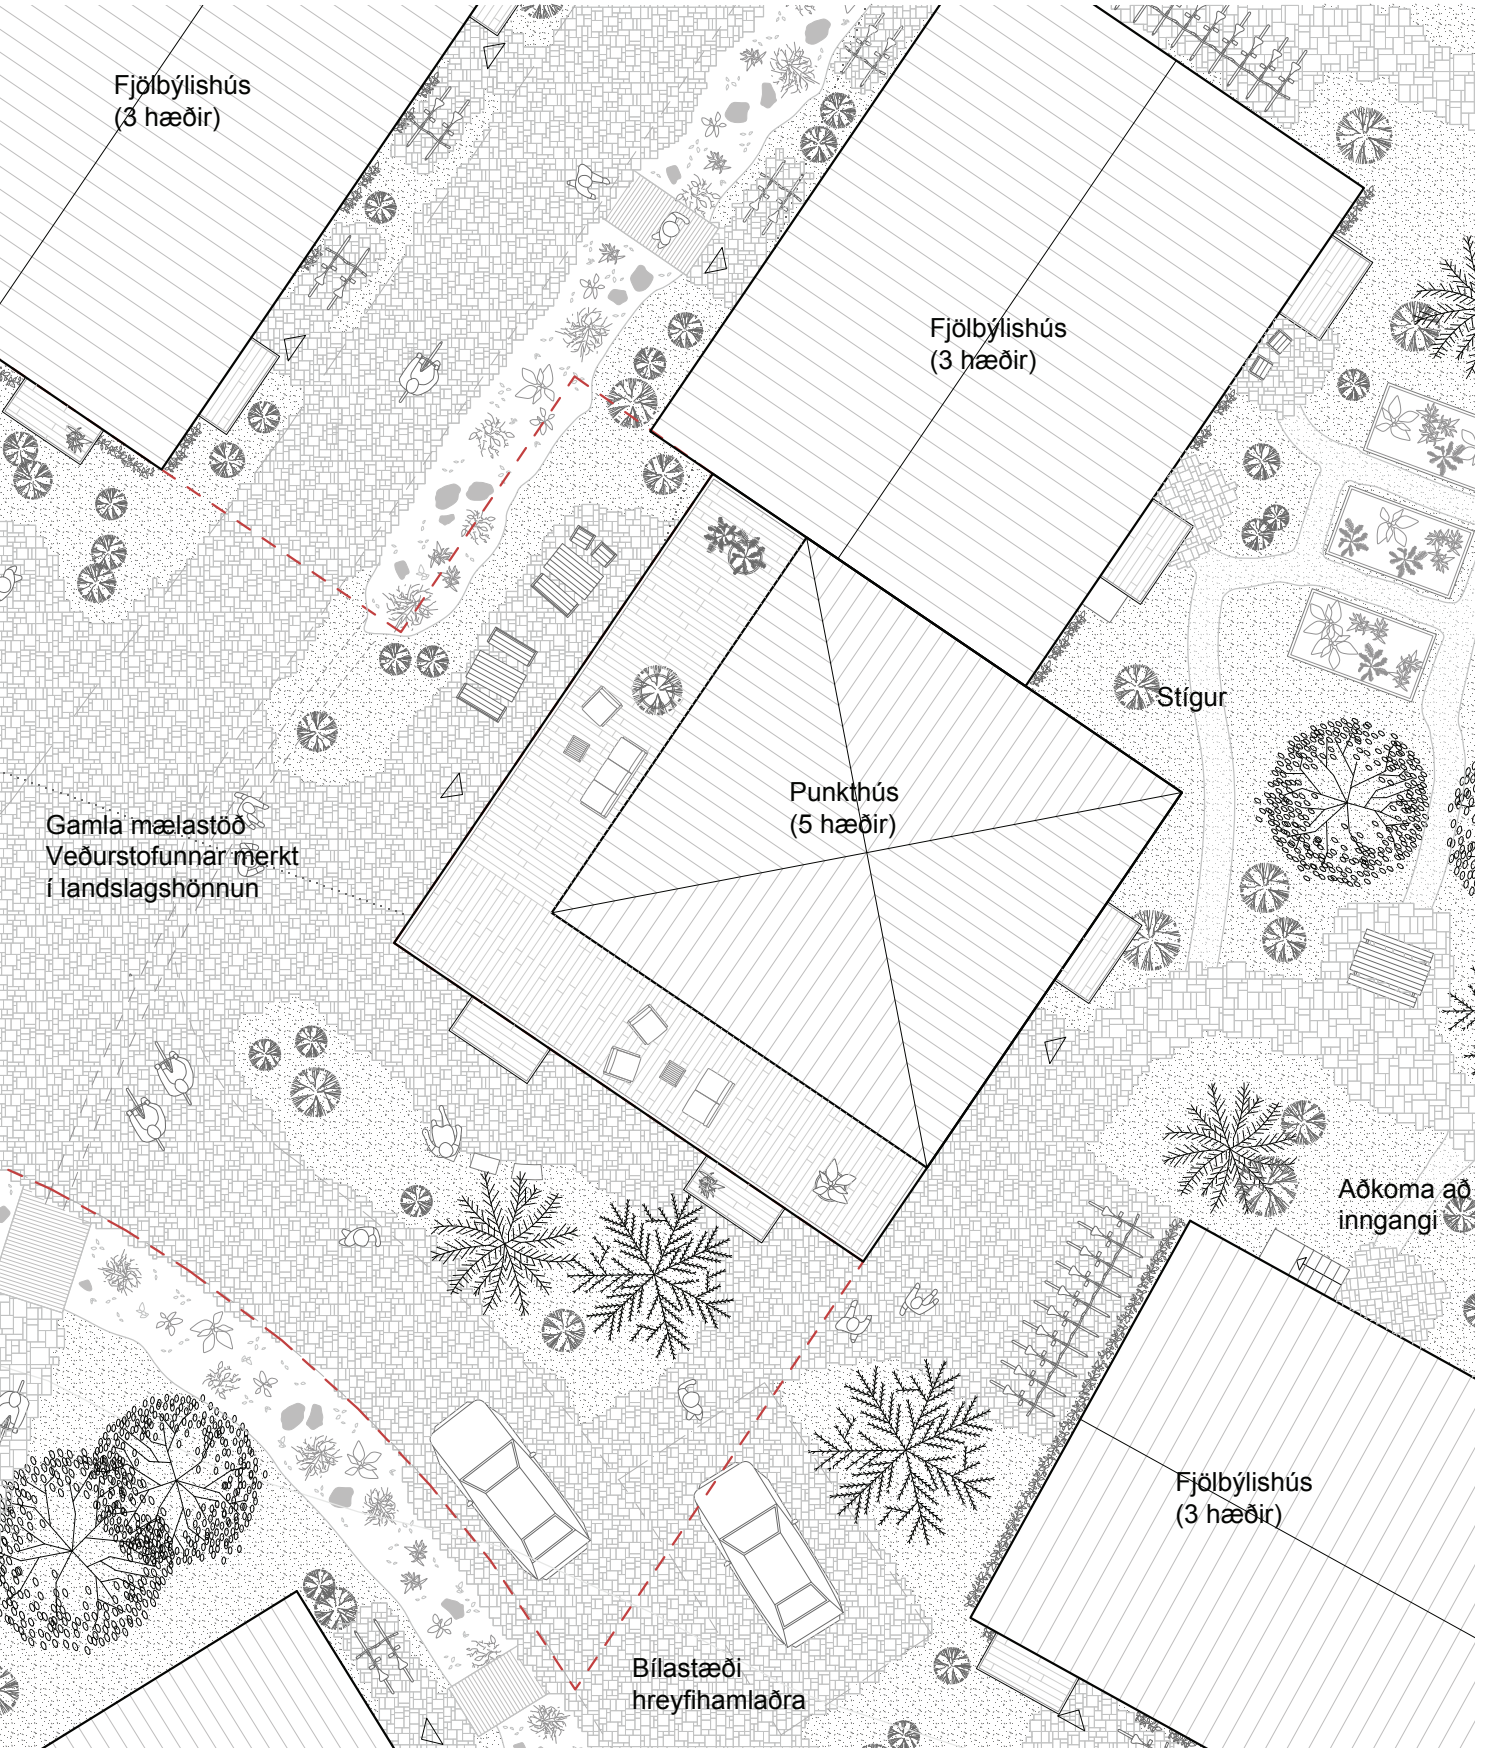 Fjölbýlishús
(3 hæðir)
Fjölbýlishús
(3 hæðir)
Stígur
Punkthús
(5 hæðir)
Gamla mælastöð
Veðurstofunnar merkt
í landslagshönnun
Aðkoma að
inngangi
Fjölbýlishús
(3 hæðir)
Bílastæði
hreyfihamlaðra